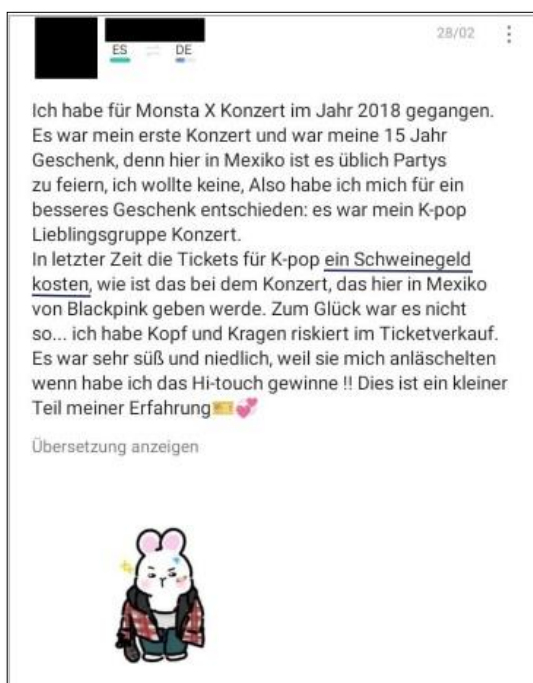 ES DE
28/02
Ich habe für Monsta X Konzert im Jahr 2018 gegangen.
Es war mein erste Konzert und war meine 15 Jahr
Geschenk, denn hier in Mexiko ist es üblich Partys
zu feiern, ich wollte keine, Also habe ich mich für ein
besseres Geschenk entschieden: es war mein K-pop
Lieblingsgruppe Konzert.
In letzter Zeit die Tickets für K-pop ein Schweinegeld
kosten, wie ist das bei dem Konzert, das hier in Mexiko
von Blackpink geben werde. Zum Glück war es nicht
so... ich habe Kopf und Kragen riskiert im Ticketverkauf.
Es war sehr süß und niedlich, weil sie mich anläschelten
wenn habe ich das Hi-touch gewinne !! Dies ist ein kleiner
Teil meiner Erfahrung🎫💞
Übersetzung anzeigen